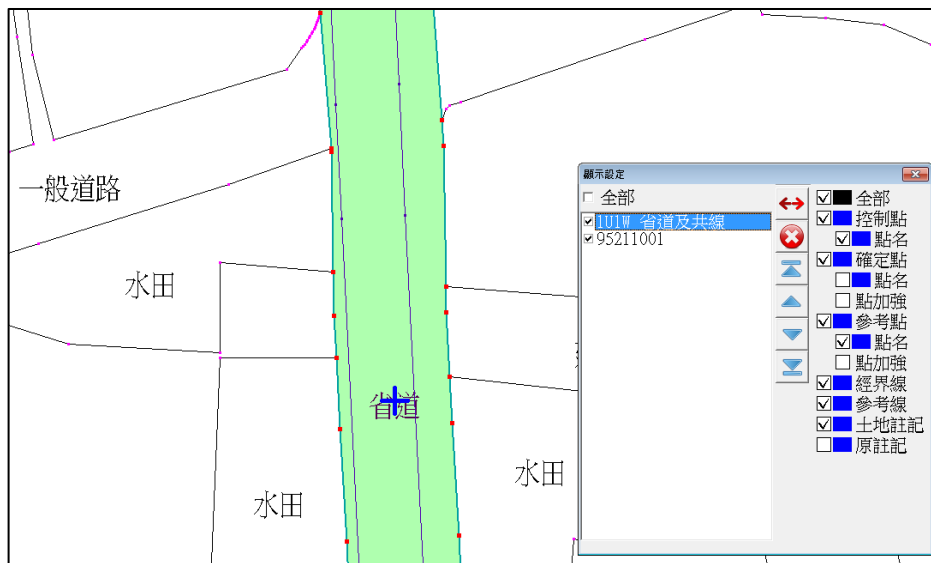 一般道路
水田
省道
水田
水田
顯示設定
全部
1U1W 省道及共線
95211001
全部
控制點
點名
確定點
點名
點加強
參考點
點名
點加強
經界線
參考線
土地註記
原註記